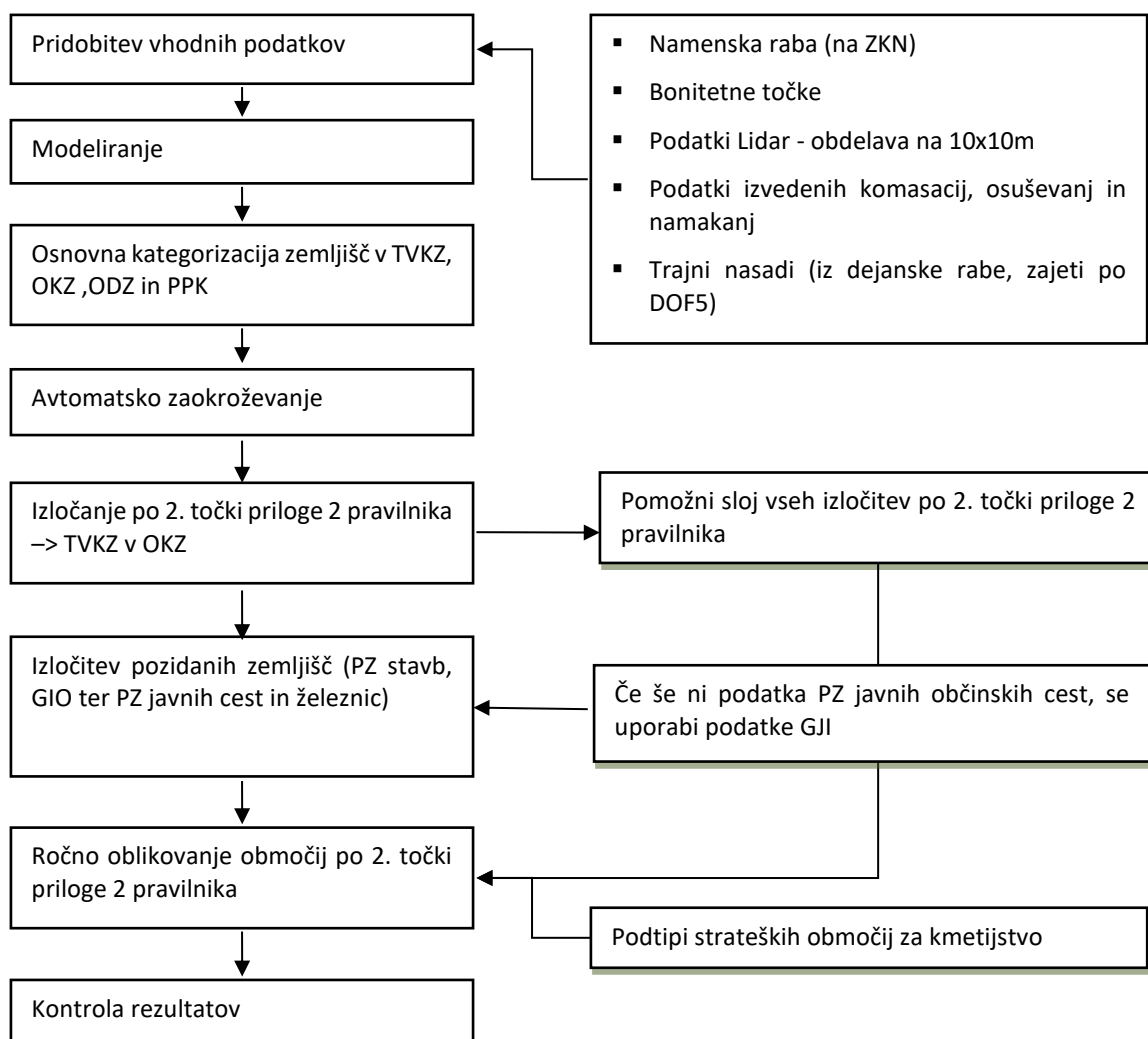 Pridobitev vhodnih podatkov
▪ Namenska raba (na ZKN)
▪ Bonitetne točke
▪ Podatki Lidar - obdelava na 10x10m
▪ Podatki izvedenih komasacij, osuševanj in
namakanj
▪ Trajni nasadi (iz dejanske rabe, zajeti po
DOF5)
Modeliranje
Osnovna kategorizacija zemljišč v TVKZ,
OKZ ,ODZ in PPK
Avtomatsko zaokroževanje
Izločanje po 2. točki priloge 2 pravilnika
–> TVKZ v OKZ
Pomožni sloj vseh izločitev po 2. točki priloge 2
pravilnika
Izločitev pozidanih zemljišč (PZ stavb,
GIO ter PZ javnih cest in železnic)
Če še ni podatka PZ javnih občinskih cest, se
uporabi podatke GJI
Ročno oblikovanje območij po 2. točki
priloge 2 pravilnika
Podtipi strateških območij za kmetijstvo
Kontrola rezultatov